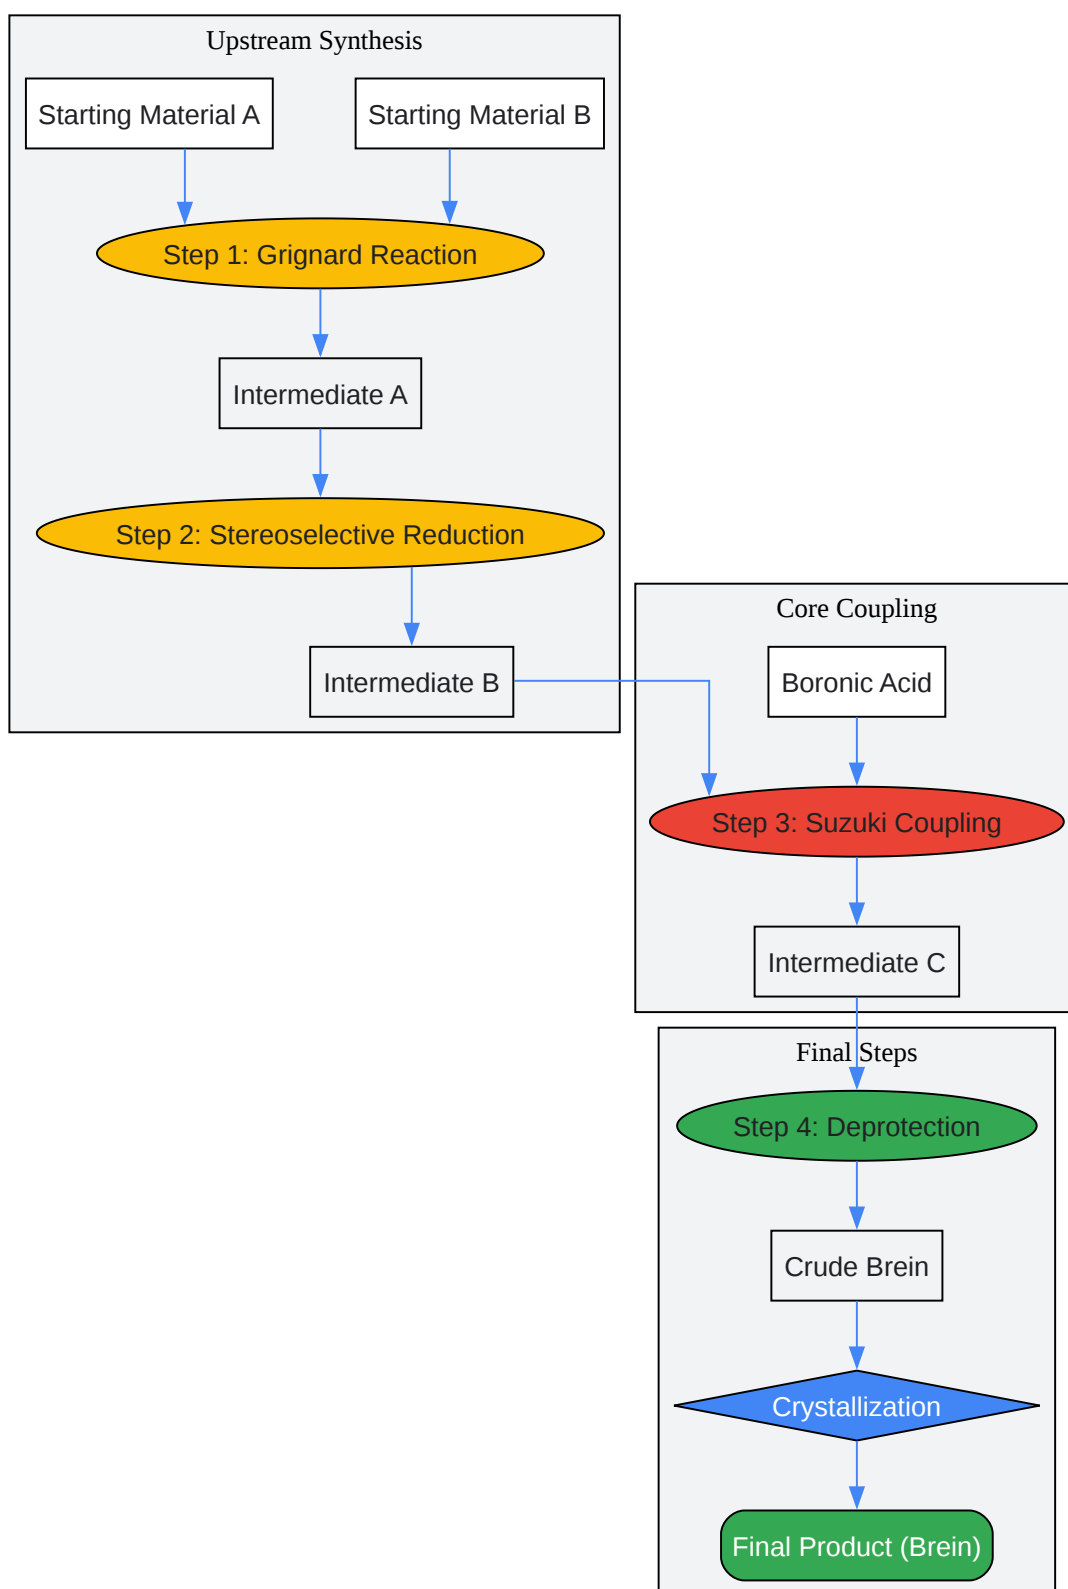 Upstream Synthesis
Starting Material A
Starting Material B
Step 1: Grignard Reaction
Intermediate A
Step 2: Stereoselective Reduction
Intermediate B
Core Coupling
Boronic Acid
Step 3: Suzuki Coupling
Intermediate C
Final Steps
Step 4: Deprotection
Crude Brein
Crystallization
Final Product (Brein)